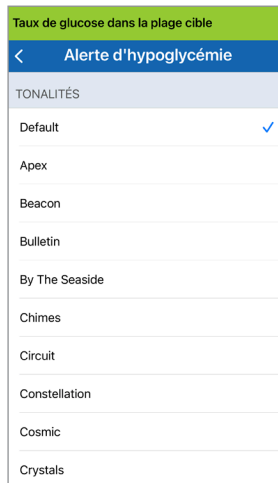 Taux de glucose dans la plage cible
Alerte d'hypoglycémie
TONALITÉS
Default
Apex
Beacon
Bulletin
By The Seaside
Chimes
Circuit
Constellation
Cosmic
Crystals